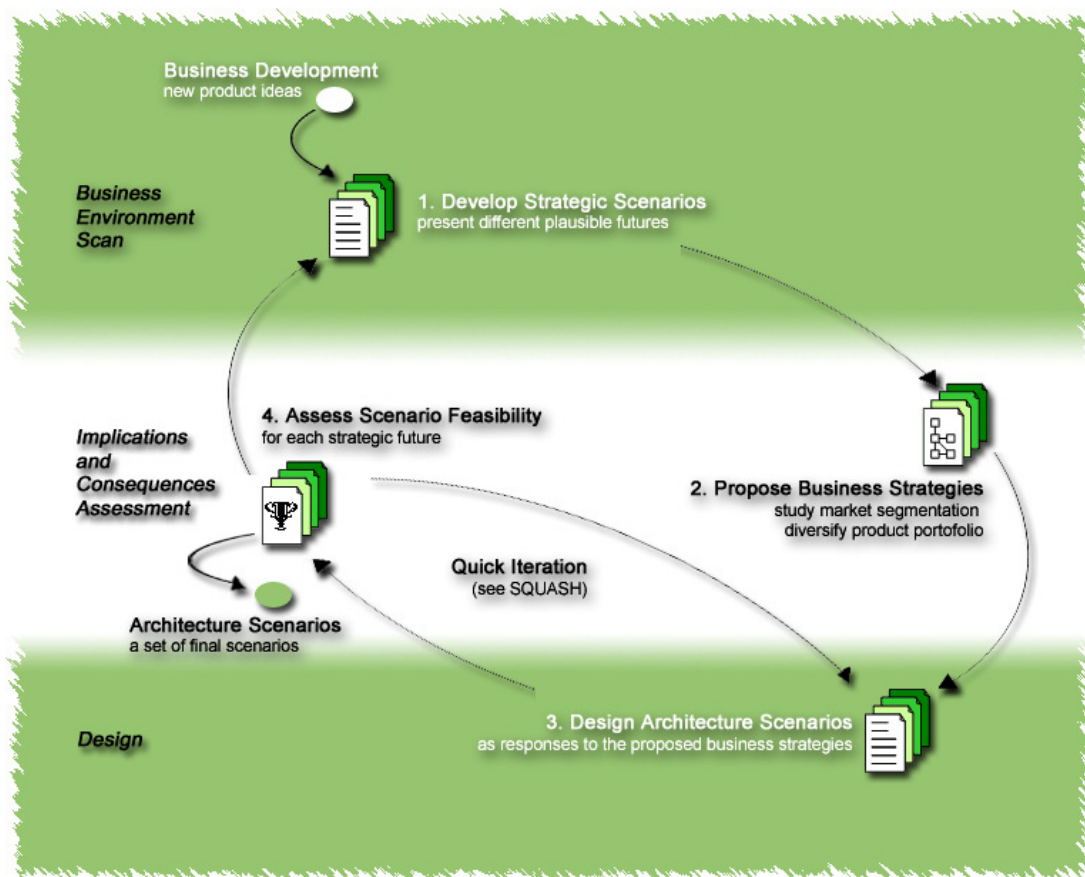 Business Development
new product ideas
Business
Environment
Scan
1. Develop Strategic Scenarios
present different plausible futures
4. Assess Scenario Feasibility
for each strategic future
Implications
and
Consequences
Assessment
2. Propose Business Strategies
study market segmentation
diversify product portofolio
Quick Iteration
(see SQUASH)
Architecture Scenarios
a set of final scenarios
3. Design Architecture Scenarios
as responses to the proposed business strategies
Design